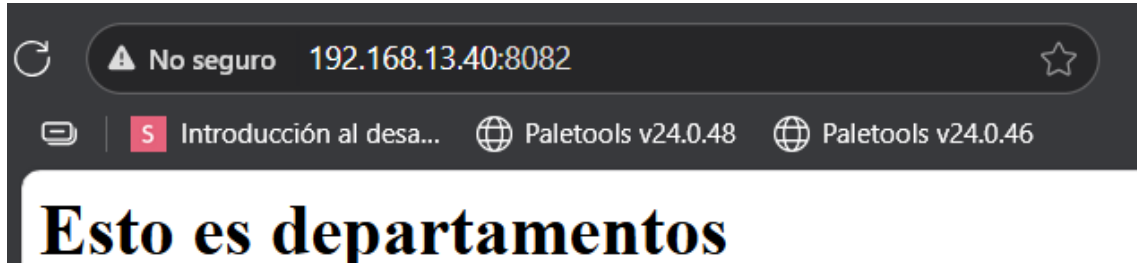 No seguro 192.168.13.40:8082
S Introducción al desa... Paletools v24.0.48 Paletools v24.0.46
Esto es departamentos